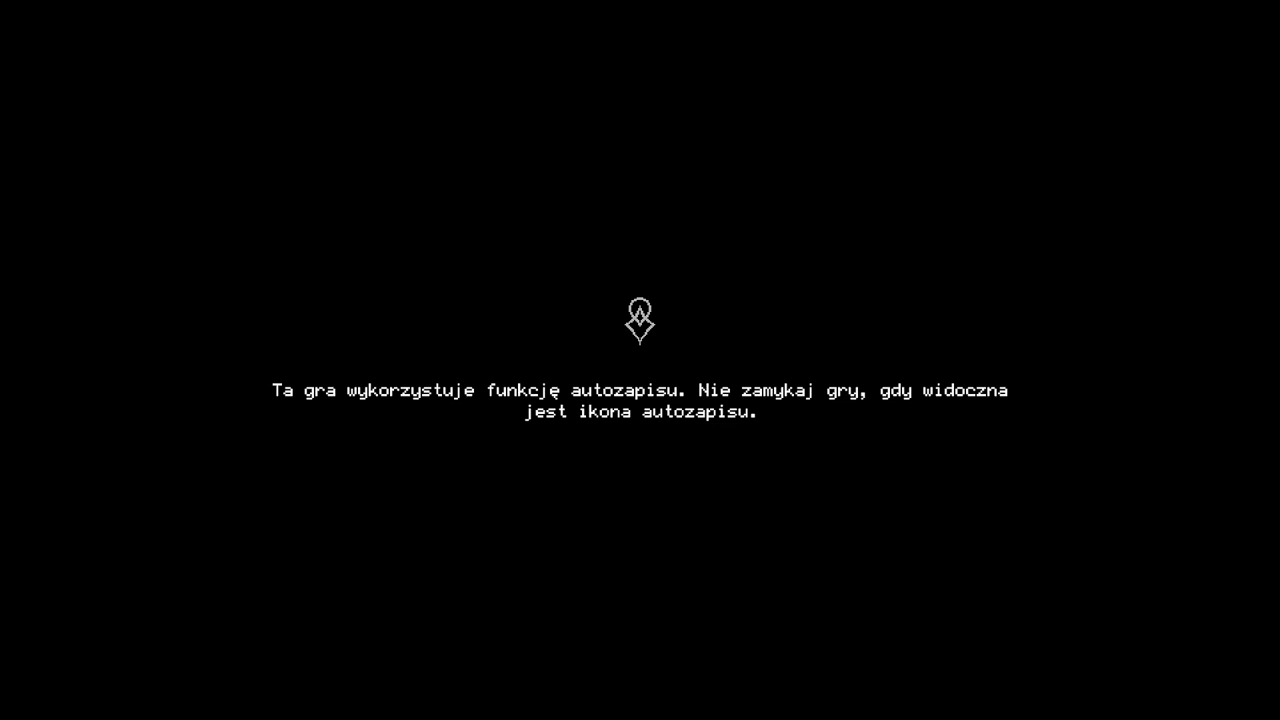 Ta gra wykorzystuje funkcję autozapisu. Nie zamykaj gry, gdy widoczna
jest ikona autozapisu.